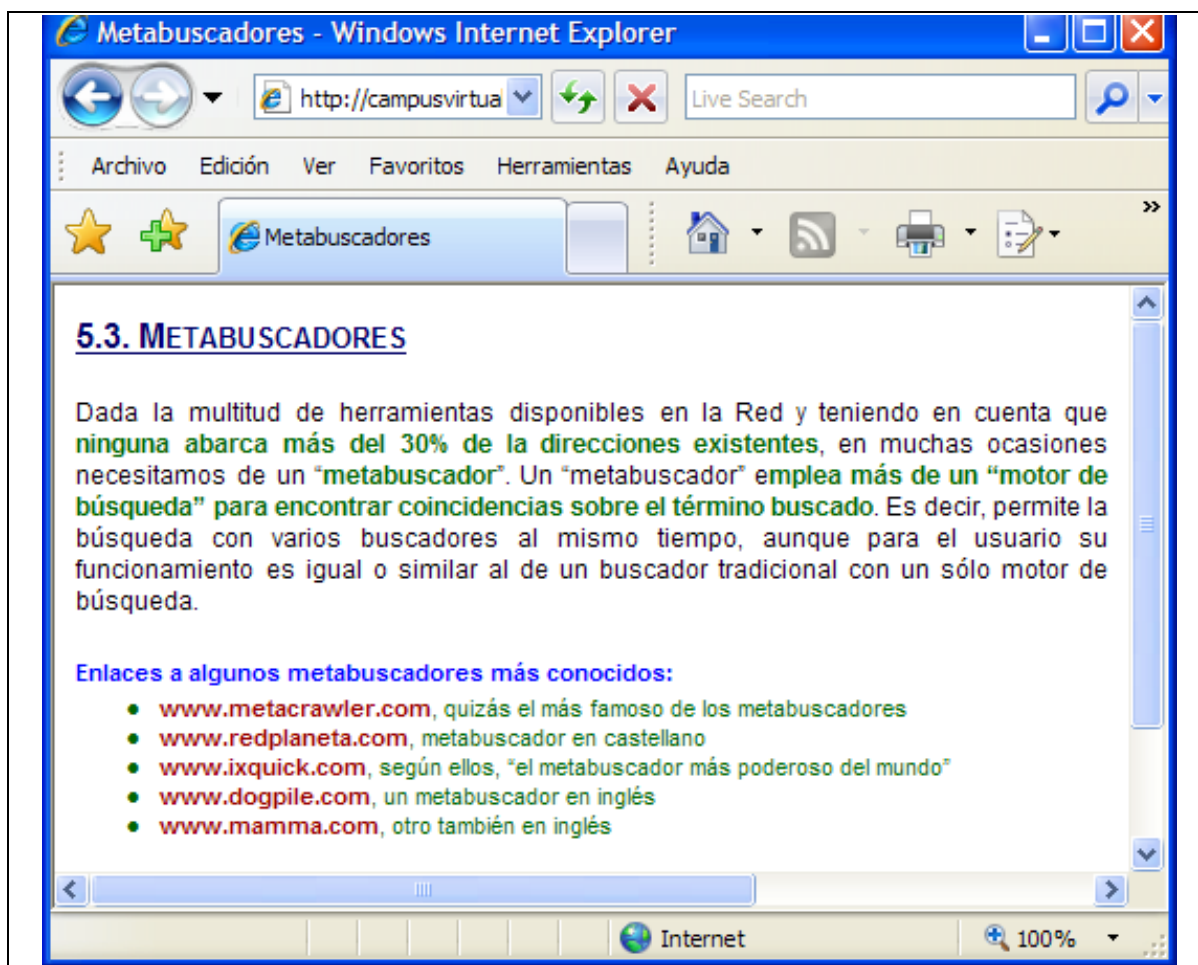 Metabuscadores - Windows Internet Explorer
http://campusvirtua
Live Search
Archivo Edición Ver Favoritos Herramientas Ayuda
Metabuscadores
»
5.3. METABUSCADORES
Dada la multitud de herramientas disponibles en la Red y teniendo en cuenta que
ninguna abarca más del 30% de la direcciones existentes, en muchas ocasiones
necesitamos de un “metabuscador”. Un “metabuscador” emplea más de un “motor de
búsqueda” para encontrar coincidencias sobre el término buscado. Es decir, permite la
búsqueda con varios buscadores al mismo tiempo, aunque para el usuario su
funcionamiento es igual o similar al de un buscador tradicional con un sólo motor de
búsqueda.
Enlaces a algunos metabuscadores más conocidos:
• www.metacrawler.com, quizás el más famoso de los metabuscadores
• www.redplaneta.com, metabuscador en castellano
• www.ixquick.com, según ellos, “el metabuscador más poderoso del mundo”
• www.dogpile.com, un metabuscador en inglés
• www.mamma.com, otro también en inglés
Internet
100%